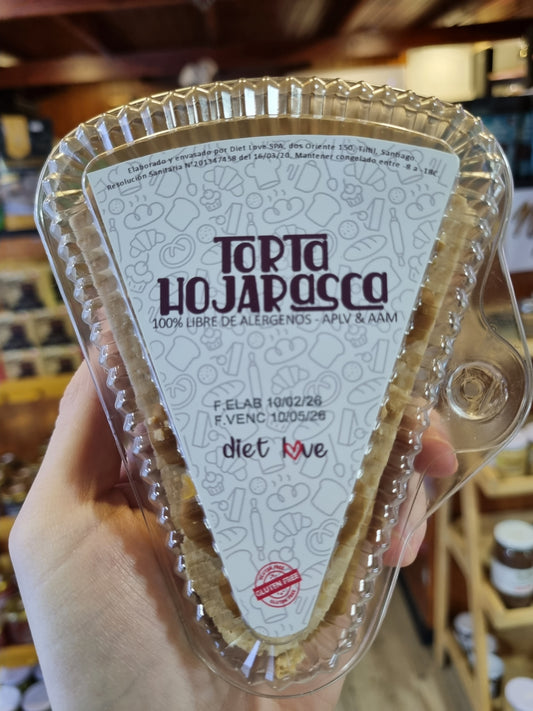 Elaborado y envasado por Diet Love SPA, dos Oriente 150, Tiltil, Santiago
Resolución Sanitaria N°201347458 del 16/03/20, Mantener congelado entre -8 a -18c
TORTA
HOJARASCA
100% LIBRE DE ALERGENOS - APLV & AAM
F.ELAB 10/02/26
F.VENC 10/05/26
diet love
GLUTEN FREE